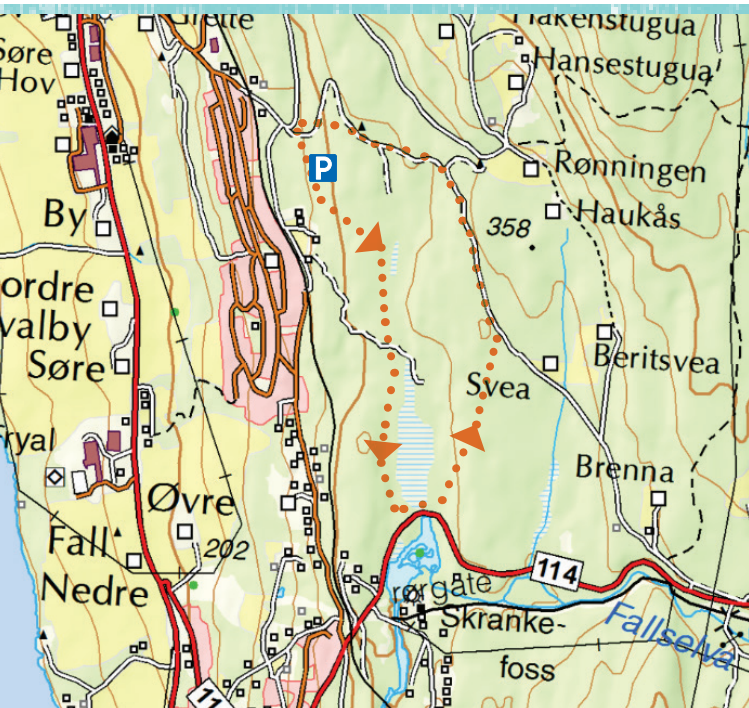 Grette
Håkenstugua
Hansestugua
Søre
Hov
P
Rønningen
By
Haukås
358
ordre
valby
Søre
Beritsvea
Svea
ryal
Brenna
Øvre
202
Fall
Nedre
114
rørgate
Skranke-
foss
Fallselva
11